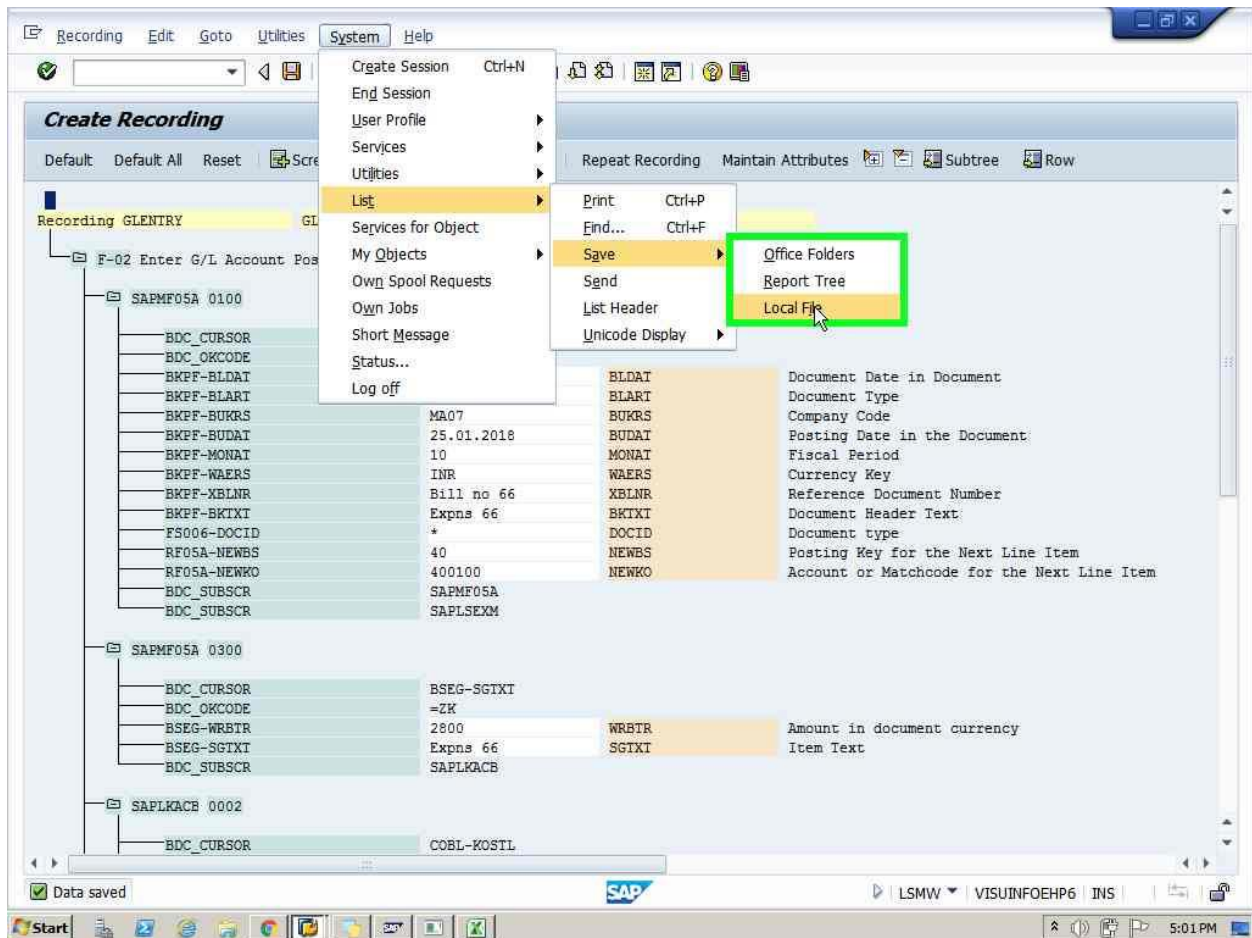 Recording Edit Goto Utilities System Help
Create Session Ctrl+N
End Session
User Profile
Services
Utilities
List
Services for Object
My Objects
Own Spool Requests
Own Jobs
Short Message
Status...
Log off
Print Ctrl+P
Find... Ctrl+F
Save
Send
List Header
Unicode Display
Office Folders
Report Tree
Local File
Create Recording
Default Default All Reset Scre Repeat Recording Maintain Attributes Subtree Row
Recording GLENTRY GL
F-02 Enter G/L Account Pos
SAPMF05A 0100
BDC_CURSOR
BDC_OKCODE
BKPF-BLDAT BLDAT Document Date in Document
BKPF-BLART BLART Document Type
BKPF-BUKRS MA07 BUKRS Company Code
BKPF-BUDAT 25.01.2018 BUDAT Posting Date in the Document
BKPF-MONAT 10 MONAT Fiscal Period
BKPF-WAERS INR WAERS Currency Key
BKPF-XBLNR Bill no 66 XBLNR Reference Document Number
BKPF-BKTXT Expns 66 BKTXT Document Header Text
FS006-DOCID * DOCID Document type
RF05A-NEWBS 40 NEWBS Posting Key for the Next Line Item
RF05A-NEWKO 400100 NEWKO Account or Matchcode for the Next Line Item
BDC_SUBSCR SAPMF05A
BDC_SUBSCR SAPLSEXM
SAPMF05A 0300
BDC_CURSOR BSEG-SGTXT
BDC_OKCODE =ZK
BSEG-WRBTR 2800 WRBTR Amount in document currency
BSEG-SGTXT Expns 66 SGTXT Item Text
BDC_SUBSCR SAPLKACB
SAPLKACB 0002
BDC_CURSOR COBL-KOSTL
Data saved SAP LSMW VISUINFOEHP6 INS
Start 5:01 PM